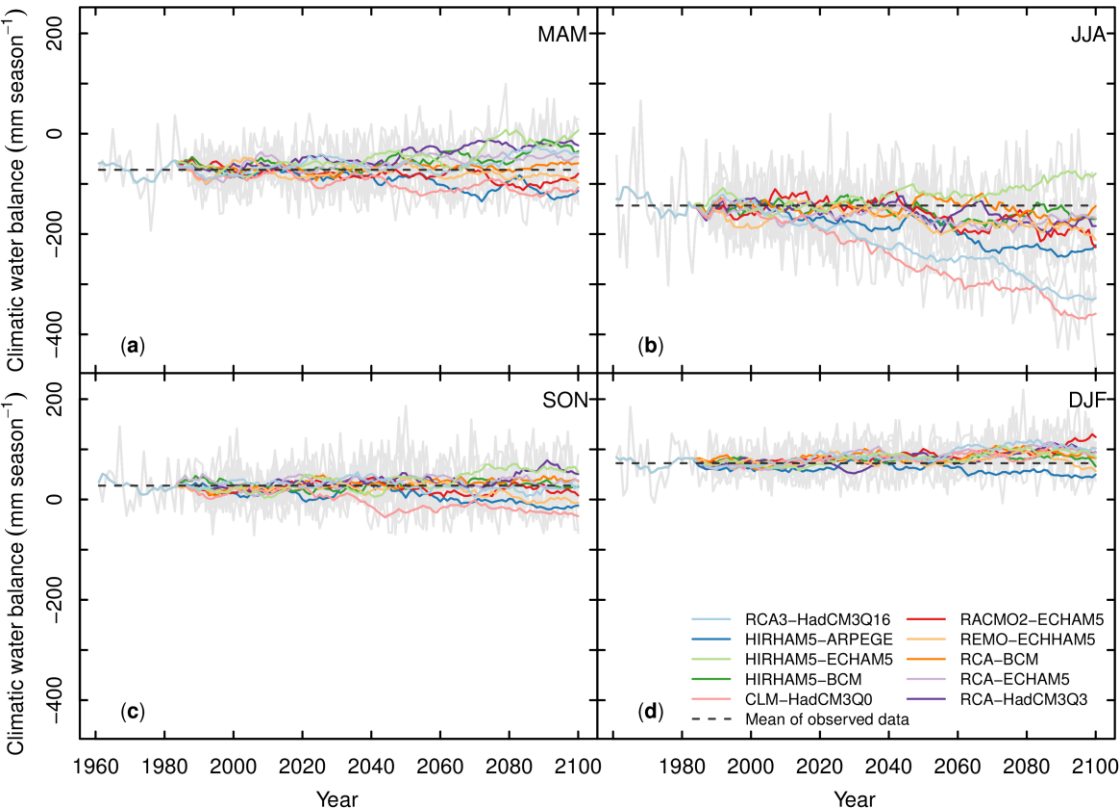 Climatic water balance (mm season−1)
200
0
−200
−400
MAM
(a)
JJA
(b)
Climatic water balance (mm season−1)
200
0
−200
−400
SON
(c)
DJF
RCA3−HadCM3Q16
HIRHAM5−ARPEGE
HIRHAM5−ECHAM5
HIRHAM5−BCM
CLM−HadCM3Q0
Mean of observed data
RACMO2−ECHAM5
REMO−ECHHAM5
RCA−BCM
RCA−ECHAM5
RCA−HadCM3Q3
(d)
1960 1980 2000 2020 2040 2060 2080 2100
1980 2000 2020 2040 2060 2080 2100
Year
Year